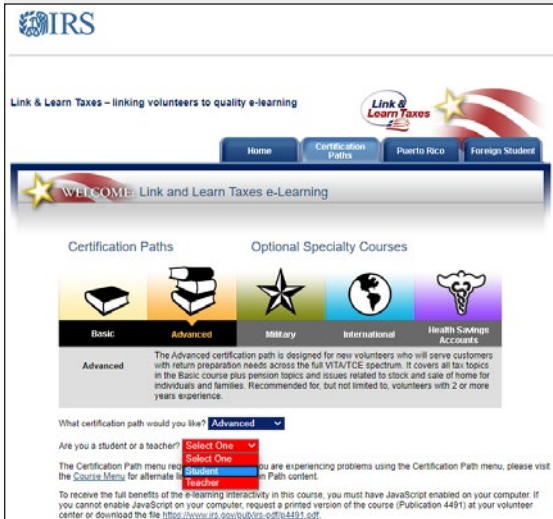 IRS
Link & Learn Taxes – linking volunteers to quality e-learning
Link & Learn Taxes
Home Certification Paths Puerto Rico Foreign Student
WELCOME: Link and Learn Taxes e-Learning
Certification Paths Optional Specialty Courses
Basic Advanced Military International Health Savings Accounts
Advanced
The Advanced certification path is designed for new volunteers who will serve customers
with return preparation needs across the full VITA/TCE spectrum. It covers all tax topics
in the Basic course plus pension topics and issues related to stock and sale of home for
individuals and families. Recommended for, but not limited to, volunteers with 2 or more
years experience.
What certification path would you like? Advanced
Are you a student or a teacher? Select One
Select One
Student
Teacher
The Certification Path menu req you are experiencing problems using the Certification Path menu, please visit
the Course Menu for alternate li n Path content.
To receive the full benefits of the e-learning interactivity in this course, you must have JavaScript enabled on your computer. If
you cannot enable JavaScript on your computer, request a printed version of the course (Publication 4491) at your volunteer
center or download the file https://www.irs.gov/pub/irs-pdf/p4491.pdf.